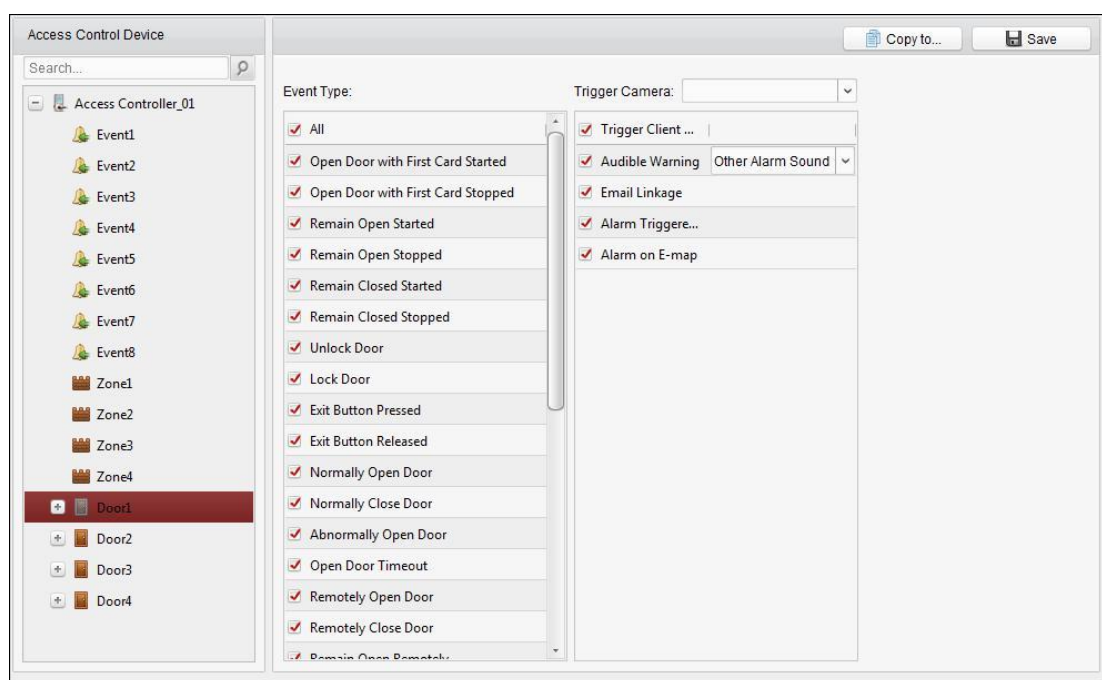 Access Control Device
Copy to...
Save
Search...
Access Controller_01
Event1
Event2
Event3
Event4
Event5
Event6
Event7
Event8
Zone1
Zone2
Zone3
Zone4
Door1
Door2
Door3
Door4
Event Type:
All
Open Door with First Card Started
Open Door with First Card Stopped
Remain Open Started
Remain Open Stopped
Remain Closed Started
Remain Closed Stopped
Unlock Door
Lock Door
Exit Button Pressed
Exit Button Released
Normally Open Door
Normally Close Door
Abnormally Open Door
Open Door Timeout
Remotely Open Door
Remotely Close Door
Remain Open Remotely
Trigger Camera:
Trigger Client ...
Audible Warning Other Alarm Sound
Email Linkage
Alarm Triggere...
Alarm on E-map